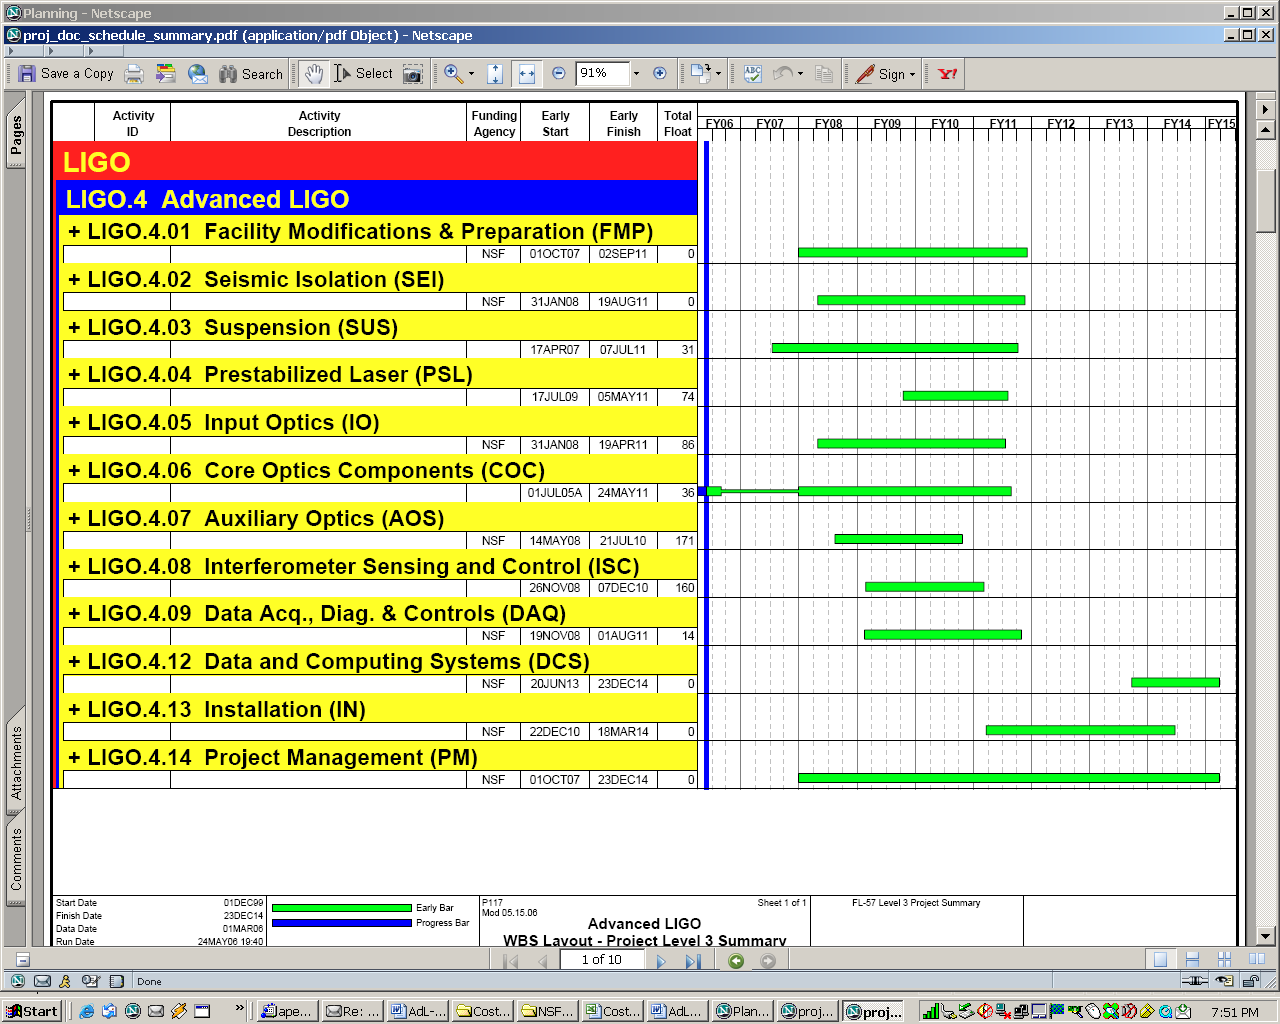 Planning - Netscape
proj_doc_schedule_summary.pdf (application/pdf Object) - Netscape
Save a Copy Search Select 91% Sign Y!
Pages
Attachments
Comments
Activity ID Activity Description Funding Agency Early Start Early Finish Total Float FY06 FY07 FY08 FY09 FY10 FY11 FY12 FY13 FY14 FY15
LIGO
LIGO.4 Advanced LIGO
+ LIGO.4.01 Facility Modifications & Preparation (FMP)
NSF 01OCT07 02SEP11 0
+ LIGO.4.02 Seismic Isolation (SEI)
NSF 31JAN08 19AUG11 0
+ LIGO.4.03 Suspension (SUS)
17APR07 07JUL11 31
+ LIGO.4.04 Prestabilized Laser (PSL)
17JUL09 05MAY11 74
+ LIGO.4.05 Input Optics (IO)
NSF 31JAN08 19APR11 86
+ LIGO.4.06 Core Optics Components (COC)
01JUL05A 24MAY11 36
+ LIGO.4.07 Auxiliary Optics (AOS)
NSF 14MAY08 21JUL10 171
+ LIGO.4.08 Interferometer Sensing and Control (ISC)
26NOV08 07DEC10 160
+ LIGO.4.09 Data Acq., Diag. & Controls (DAQ)
NSF 19NOV08 01AUG11 14
+ LIGO.4.12 Data and Computing Systems (DCS)
NSF 20JUN13 23DEC14 0
+ LIGO.4.13 Installation (IN)
NSF 22DEC10 18MAR14 0
+ LIGO.4.14 Project Management (PM)
NSF 01OCT07 23DEC14 0
Start Date 01DEC99
Finish Date 23DEC14
Data Date 01MAR06
Run Date 24MAY06 19:40
Early Bar
Progress Bar
P117 Sheet 1 of 1
Mod 05.15.06
Advanced LIGO
WBS Layout - Project Level 3 Summary
FL-57 Level 3 Project Summary
1 of 10
Done
Start » ape... Re: ... AdL-... Cost... NSF... Cost... AdL... Plan... proj... proj... 7:51 PM